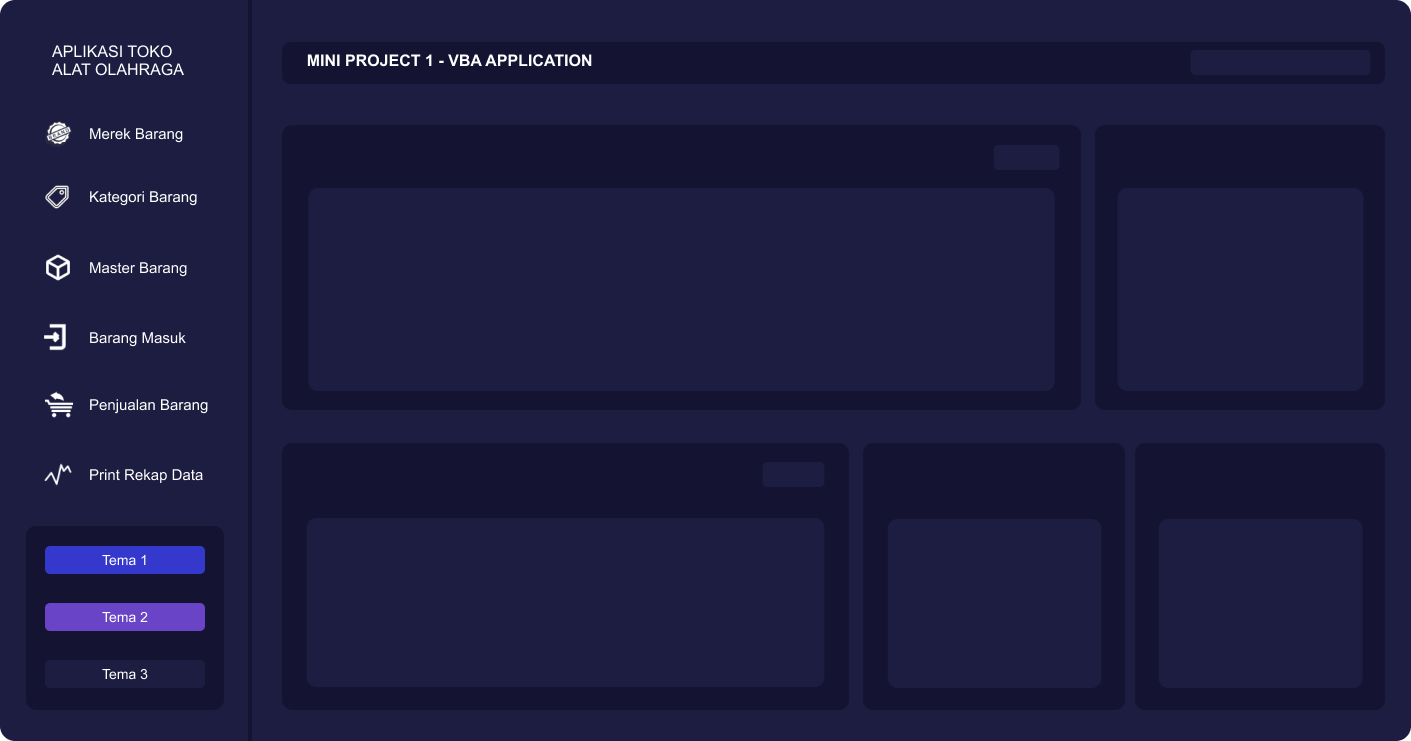 APLIKASI TOKO
ALAT OLAHRAGA
MINI PROJECT 1 - VBA APPLICATION
Merek Barang
Kategori Barang
Master Barang
Barang Masuk
Penjualan Barang
Print Rekap Data
Tema 1
Tema 2
Tema 3